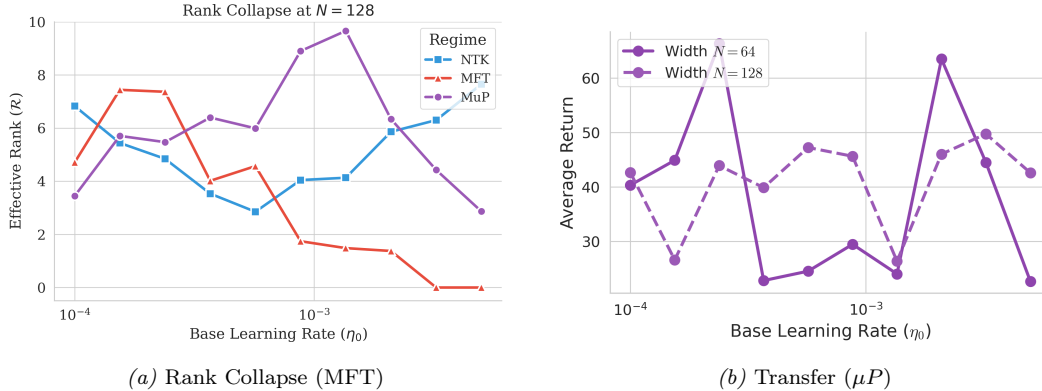 Rank Collapse at N = 128
10
8
6
4
2
0
Effective Rank (R)
Regime
NTK
MFT
MuP
10⁻⁴
10⁻³
Base Learning Rate (η₀)
(a) Rank Collapse (MFT)
Width N = 64
Width N = 128
60
50
40
30
Average Return
10⁻⁴
10⁻³
Base Learning Rate (η₀)
(b) Transfer (μP)